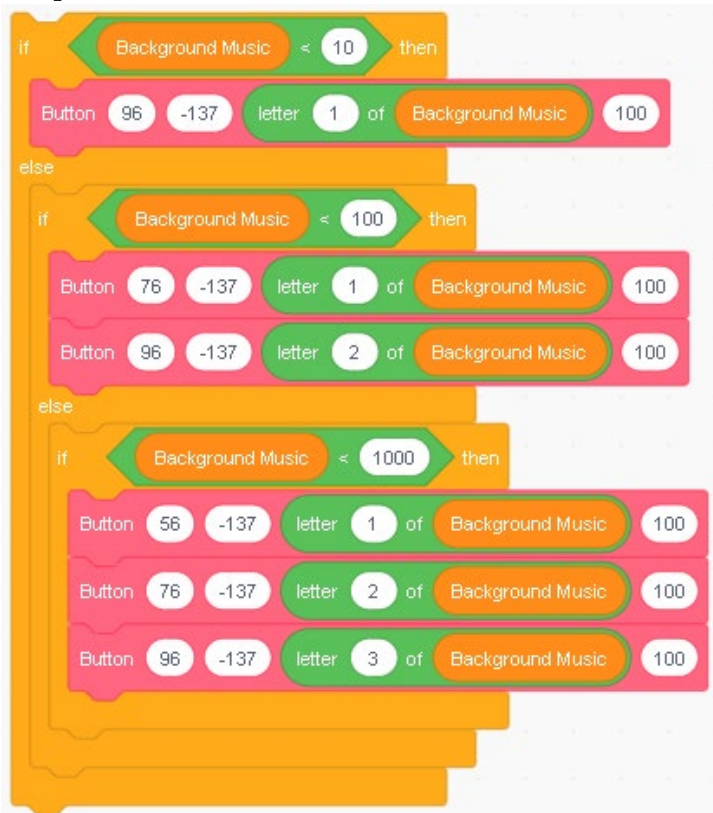 if Background Music < 10 then
Button 96 -137 letter 1 of Background Music 100
else
if Background Music < 100 then
Button 76 -137 letter 1 of Background Music 100
Button 96 -137 letter 2 of Background Music 100
else
if Background Music < 1000 then
Button 56 -137 letter 1 of Background Music 100
Button 76 -137 letter 2 of Background Music 100
Button 96 -137 letter 3 of Background Music 100